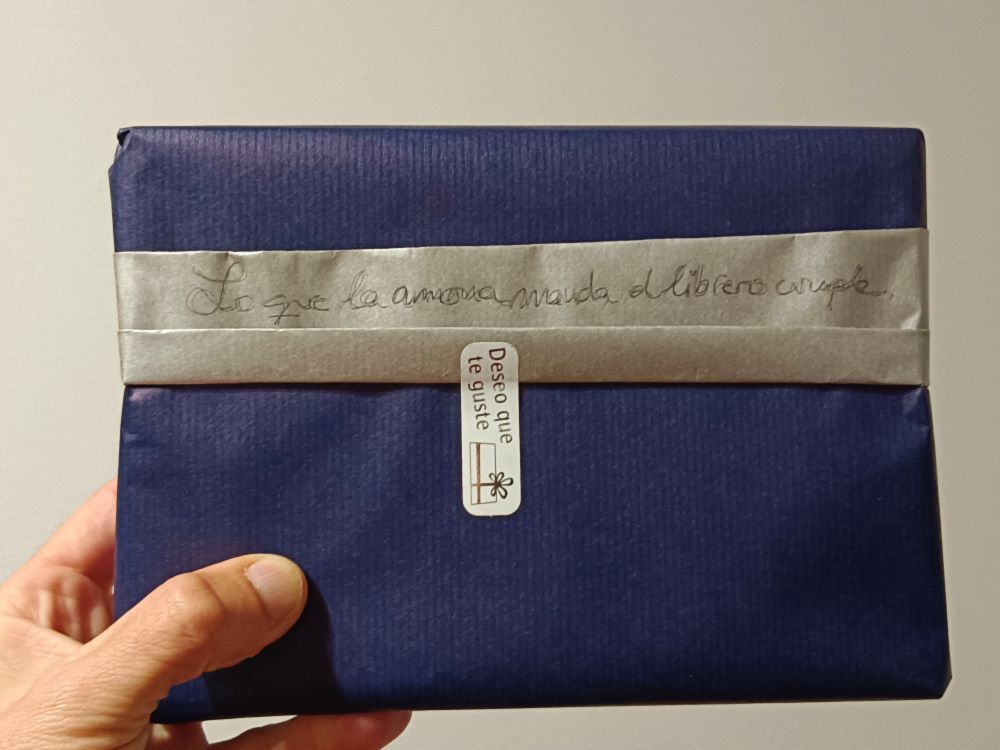 Lo que la amona manda el librero cumple.
Deseo que
te guste